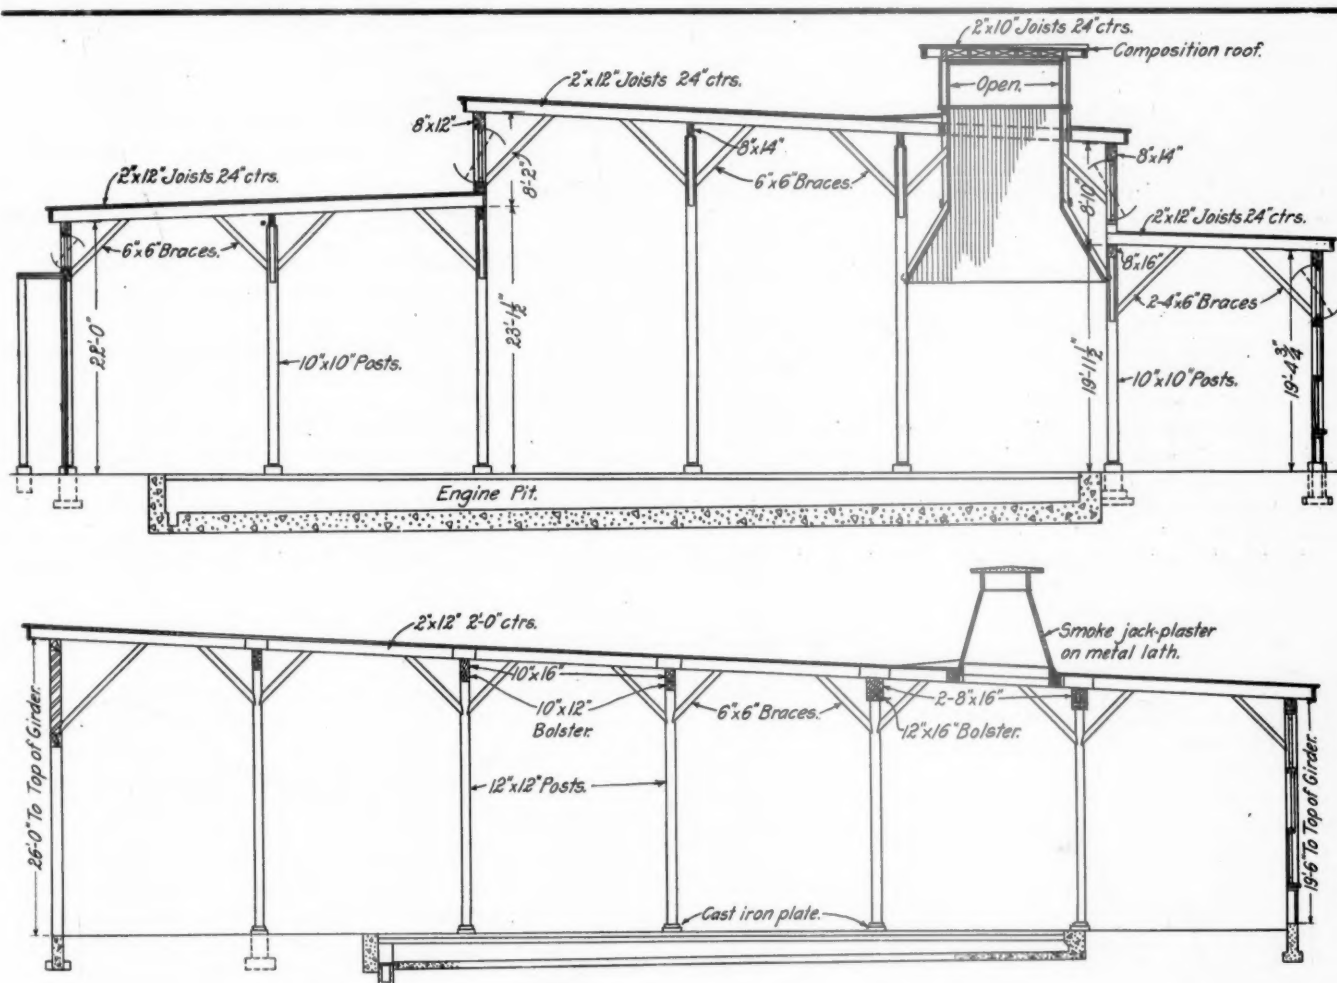 2"x10" Joists 24" ctrs.
Composition roof.
Open.
2"x12" Joists 24" ctrs.
8"x12"
8"x14"
8'-2"
6"x6" Braces.
8'-10"
8"x14"
2"x12" Joists 24" ctrs.
2"x12" Joists 24" ctrs.
6"x6" Braces.
8"x16"
2-4"x6" Braces
22'-0"
23'-1½"
10"x10" Posts.
19'-11½"
10"x10" Posts.
19'-4¾"
Engine Pit.
2"x12" 2'-0" ctrs.
Smoke jack-plaster
on metal lath.
10"x16"
10"x12"
Bolster.
6"x6" Braces.
2-8"x16"
12"x16" Bolster.
12"x12" Posts.
26'-0" To Top of Girder.
19'-6" To Top of Girder.
Cast iron plate.